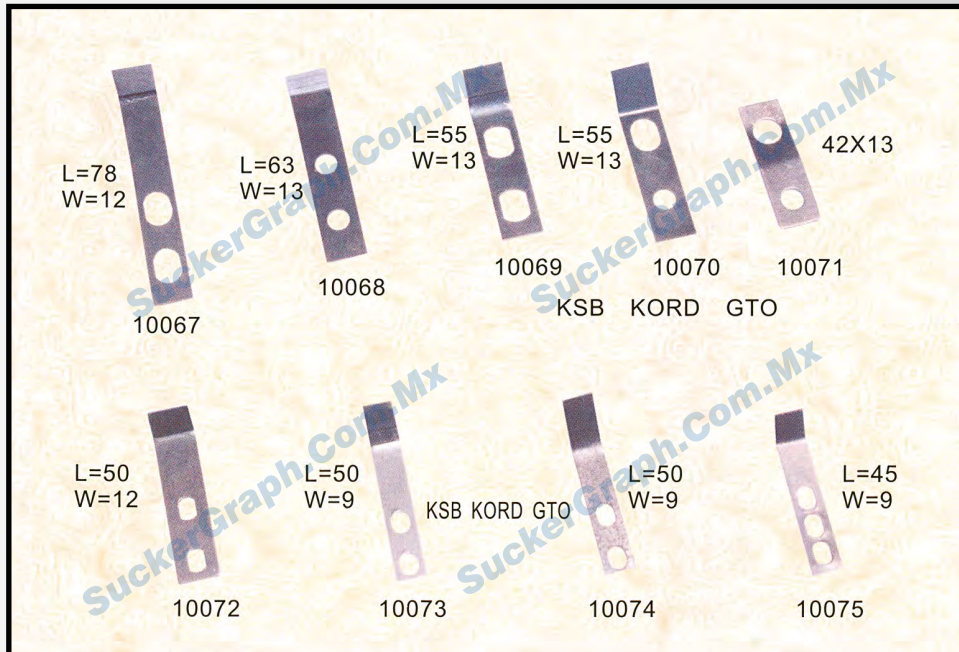 L=78
W=12
10067
L=63
W=13
10068
L=55
W=13
10069
L=55
W=13
10070
42X13
10071
KSB KORD GTO
L=50
W=12
10072
L=50
W=9
10073
KSB KORD GTO
L=50
W=9
10074
L=45
W=9
10075
SuckerGraph.Com.Mx
SuckerGraph.Com.Mx
SuckerGraph.Com.Mx
SuckerGraph.Com.Mx